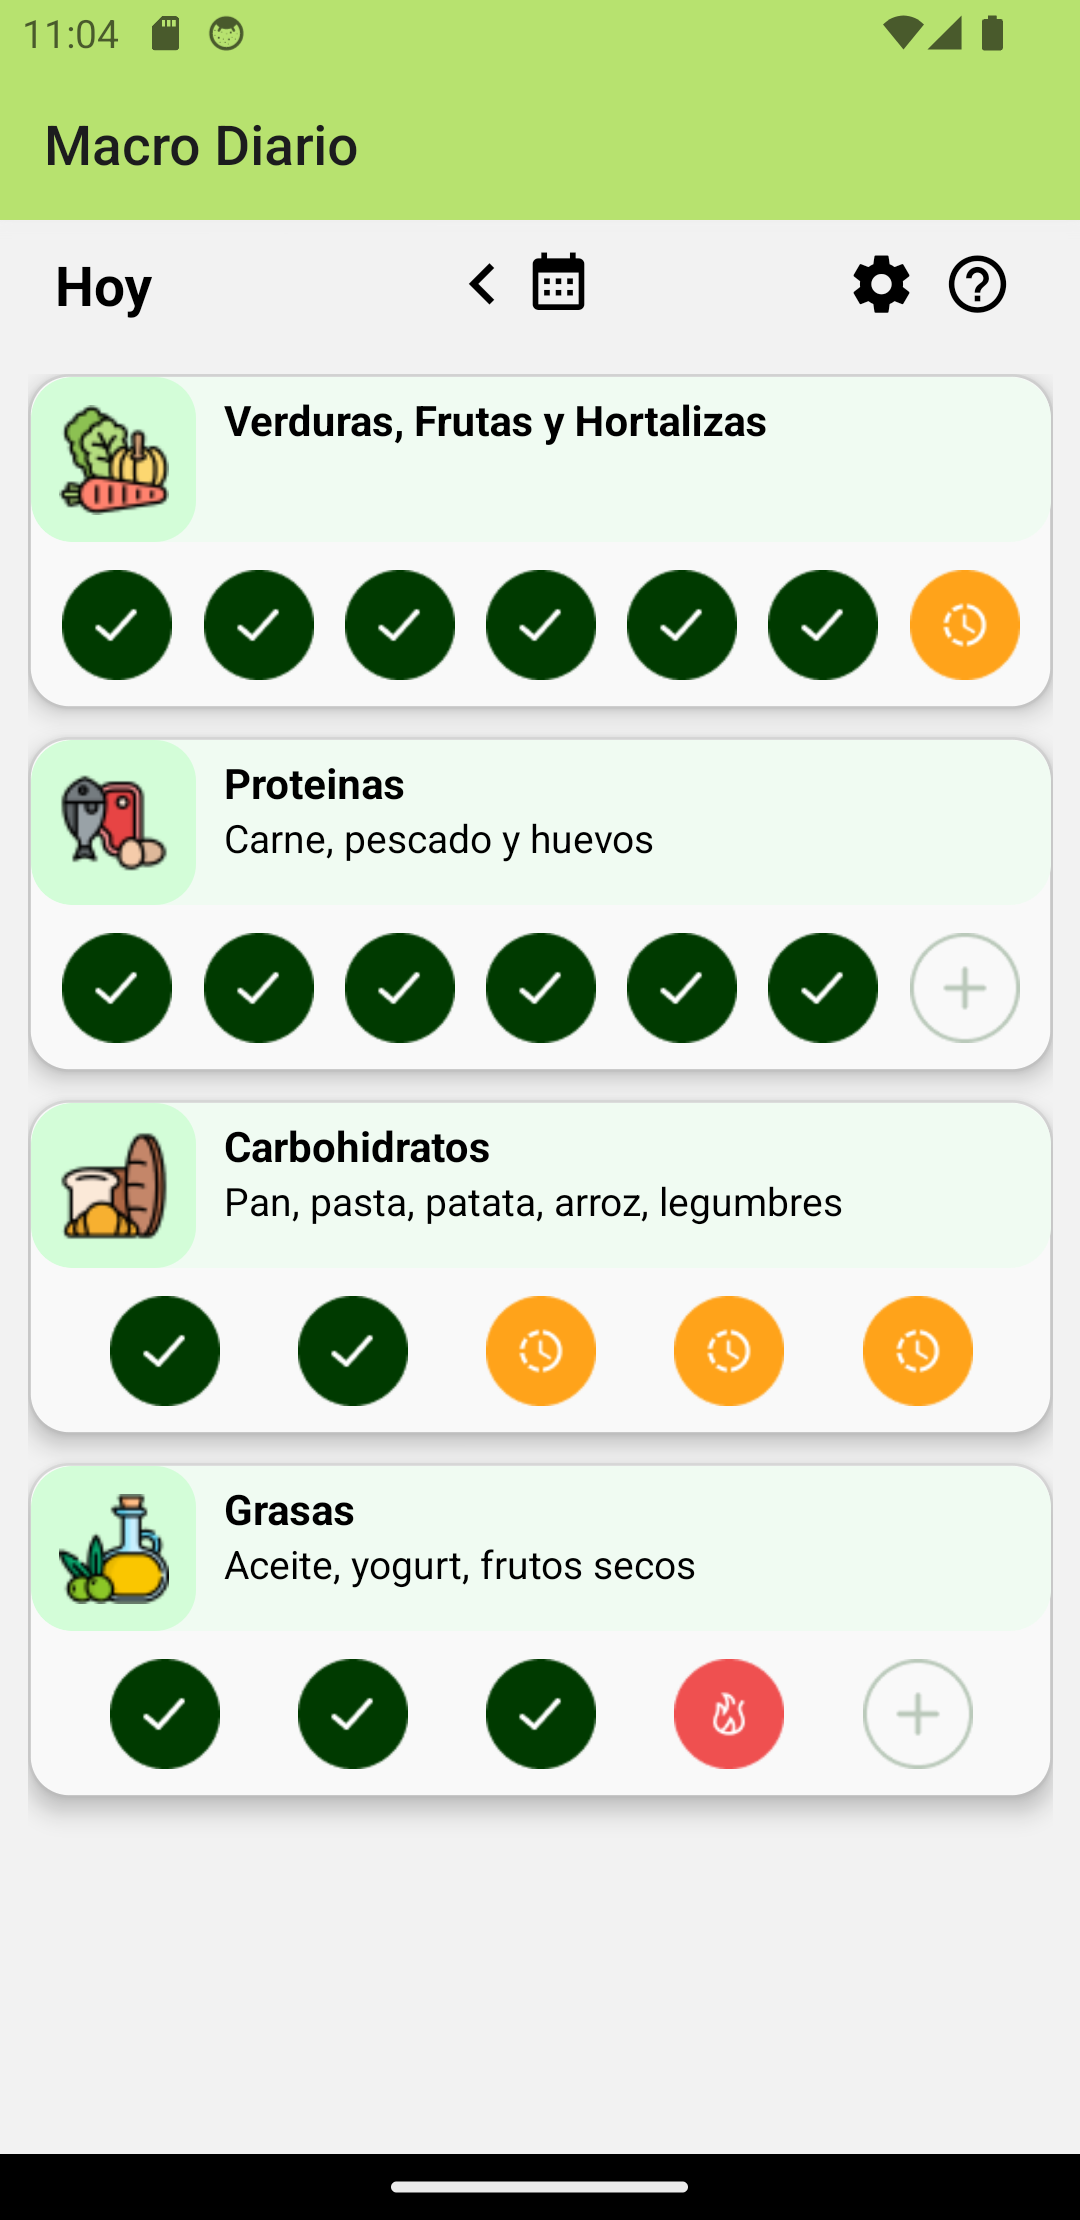 11:04
Macro Diario
Hoy
Verduras, Frutas y Hortalizas
Proteinas
Carne, pescado y huevos
Carbohidratos
Pan, pasta, patata, arroz, legumbres
Grasas
Aceite, yogurt, frutos secos